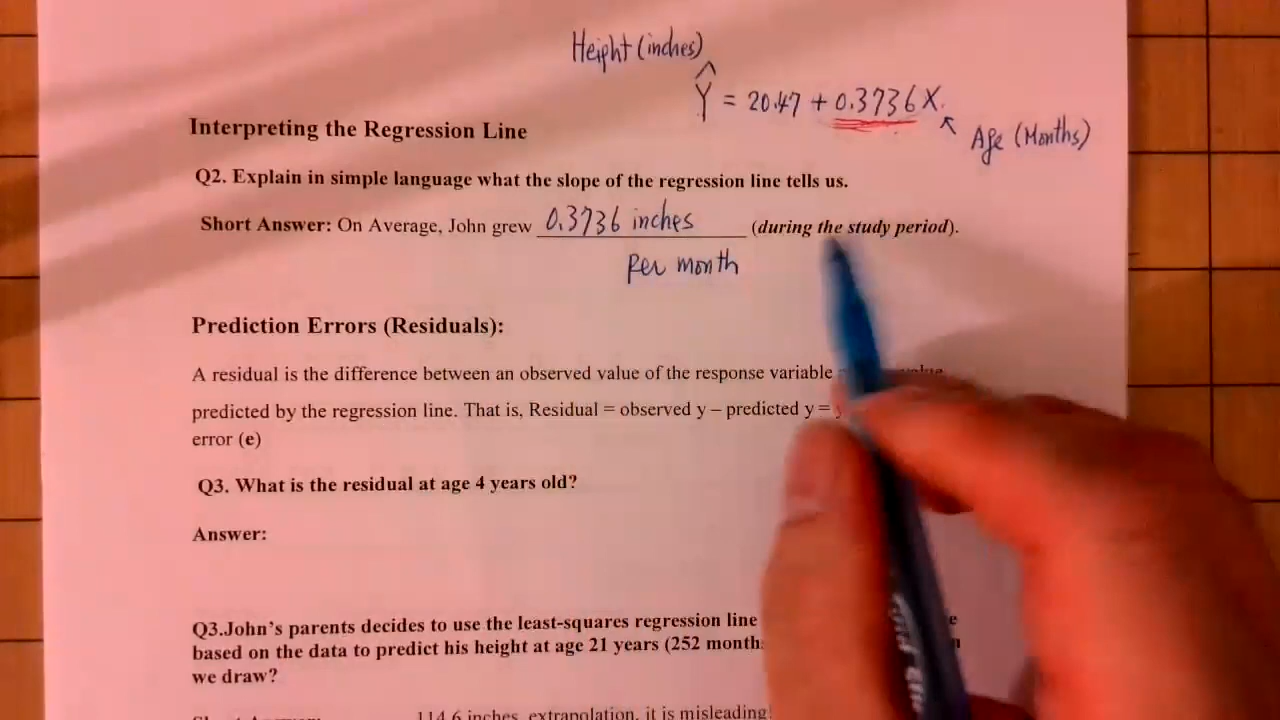 Height (inches)
Ŷ = 20.47 + 0.3736 X
Age (Months)
Interpreting the Regression Line
Q2. Explain in simple language what the slope of the regression line tells us.
Short Answer: On Average, John grew 0.3736 inches (during the study period).
per month
Prediction Errors (Residuals):
A residual is the difference between an observed value of the response variable
predicted by the regression line. That is, Residual = observed y – predicted y =
error (e)
Q3. What is the residual at age 4 years old?
Answer:
Q3.John's parents decides to use the least-squares regression line
based on the data to predict his height at age 21 years (252 month
we draw?
114.6 inches, extrapolation, it is misleading!